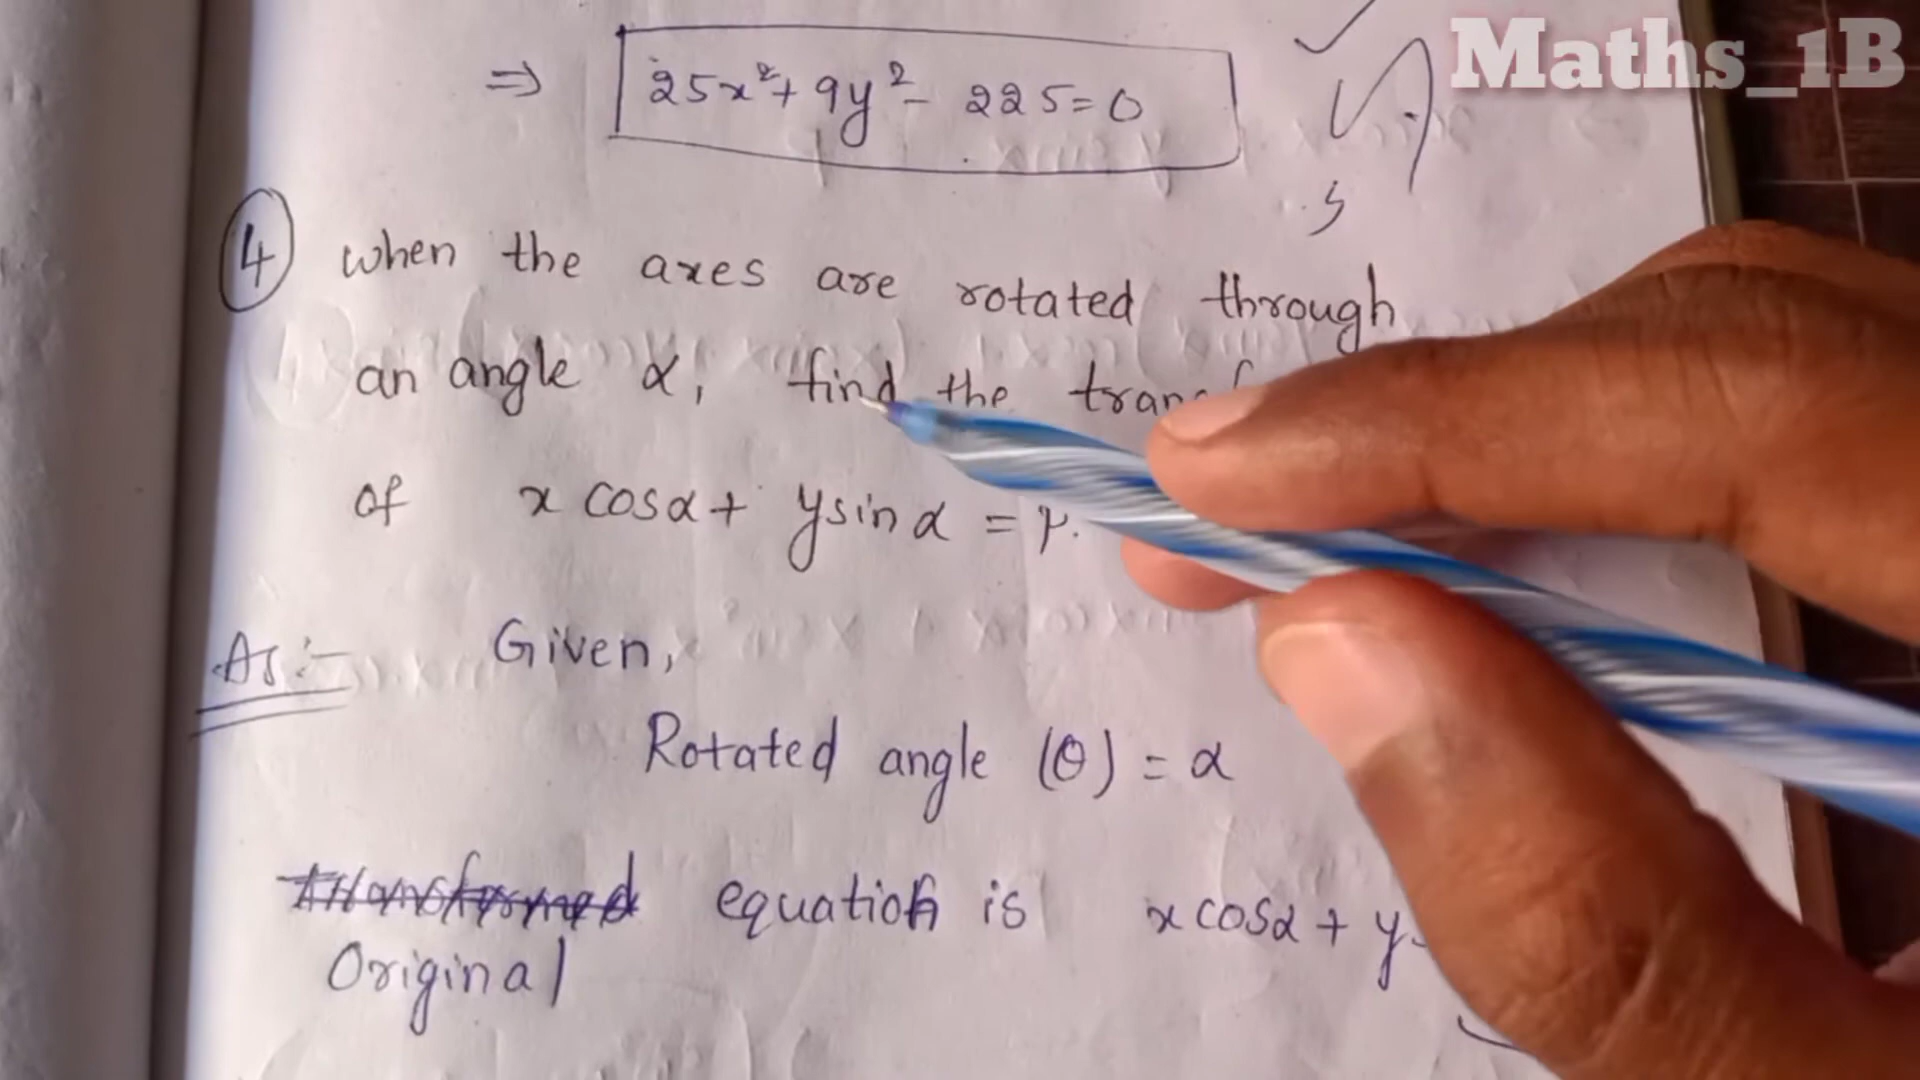 Maths_1B
⇒ 25x²+ 9y²- 225=0
④ when the axes are rotated through
an angle α, find the
of x cosα+ ysinα = p.
As:- Given,
Rotated angle (θ) = α
equation is x cosα + y
Original